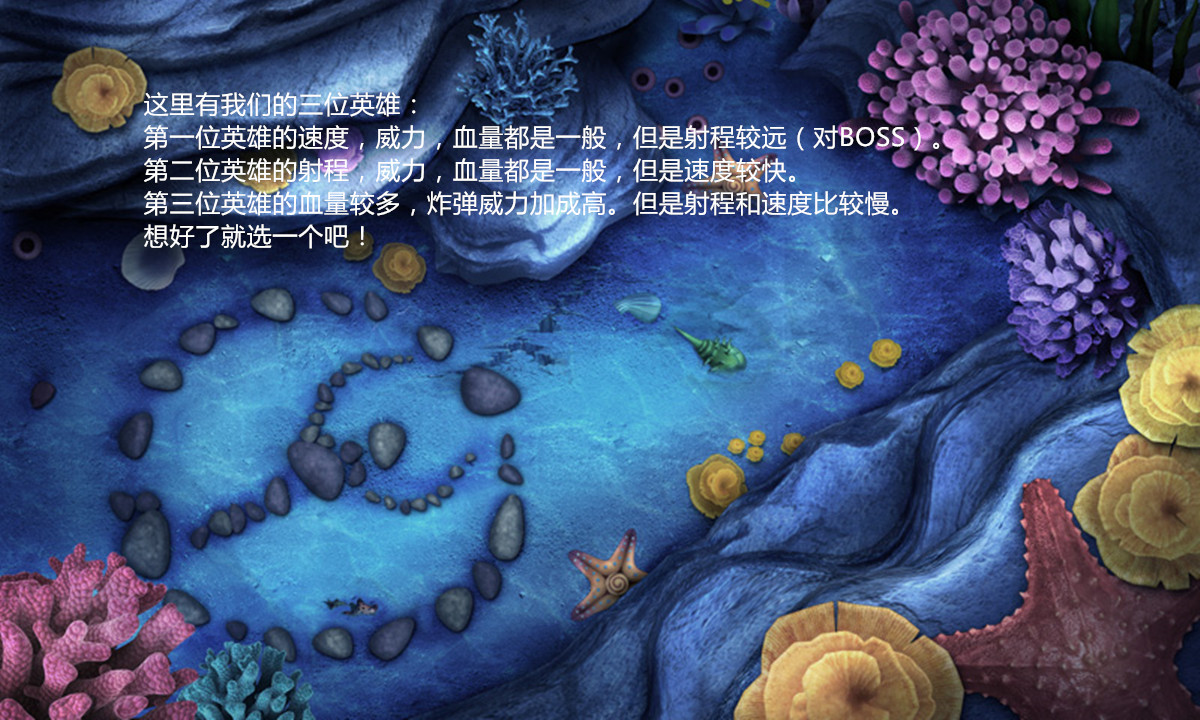 这里有我们的三位英雄：
第一位英雄的速度，威力，血量都是一般，但是射程较远（对BOSS）。
第二位英雄的射程，威力，血量都是一般，但是速度较快。
第三位英雄的血量较多，炸弹威力加成高。但是射程和速度比较慢。
想好了就选一个吧！